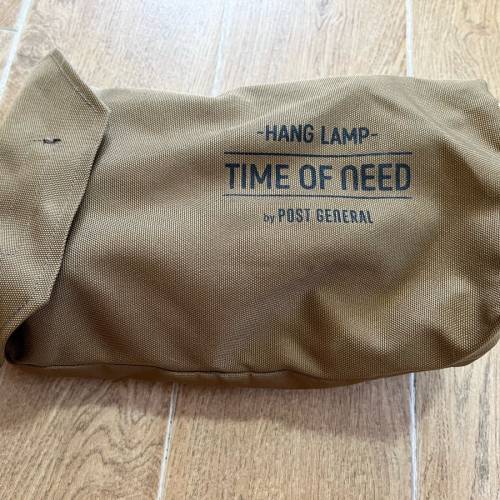 -HANG LAMP-
TIME OF NEED
by POST GENERAL